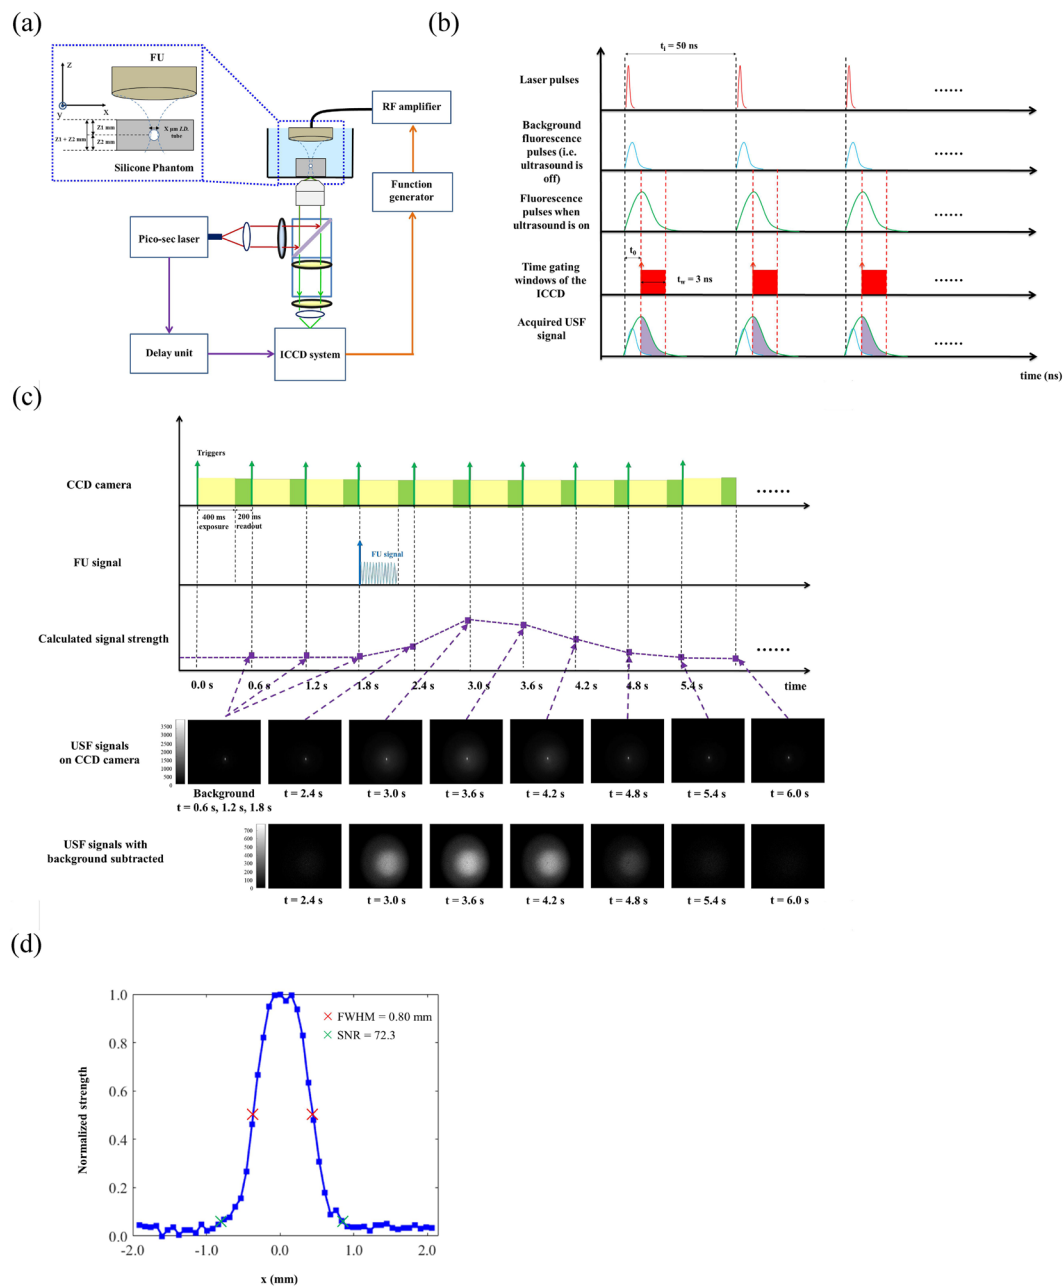 (a)
FU
z
y
x
Z1 mm
Z1 + Z2 mm
Z2 mm
X μm I.D.
tube
Silicone Phantom
RF amplifier
Function
generator
Pico-sec laser
Delay unit
ICCD system
(b)
tᵢ = 50 ns
Laser pulses
......
Background
fluorescence
pulses (i.e.
ultrasound is
off)
......
Fluorescence
pulses when
ultrasound is on
......
t₀
Time gating
windows of the
ICCD
t_w = 3 ns
......
Acquired USF
signal
......
time (ns)
(c)
Triggers
CCD camera
......
400 ms
exposure
200 ms
readout
FU signal
FU signal
Calculated signal strength
......
0.0 s 0.6 s 1.2 s 1.8 s 2.4 s 3.0 s 3.6 s 4.2 s 4.8 s 5.4 s time
USF signals
on CCD camera
3500
3000
2500
2000
1500
1000
500
0
Background
t = 0.6 s, 1.2 s, 1.8 s
t = 2.4 s t = 3.0 s t = 3.6 s t = 4.2 s t = 4.8 s t = 5.4 s t = 6.0 s
USF signals with
background subtracted
700
600
500
400
300
200
100
0
t = 2.4 s t = 3.0 s t = 3.6 s t = 4.2 s t = 4.8 s t = 5.4 s t = 6.0 s
(d)
Normalized strength
1.0
0.8
0.6
0.4
0.2
0.0
FWHM = 0.80 mm
SNR = 72.3
-2.0 -1.0 0.0 1.0 2.0
x (mm)